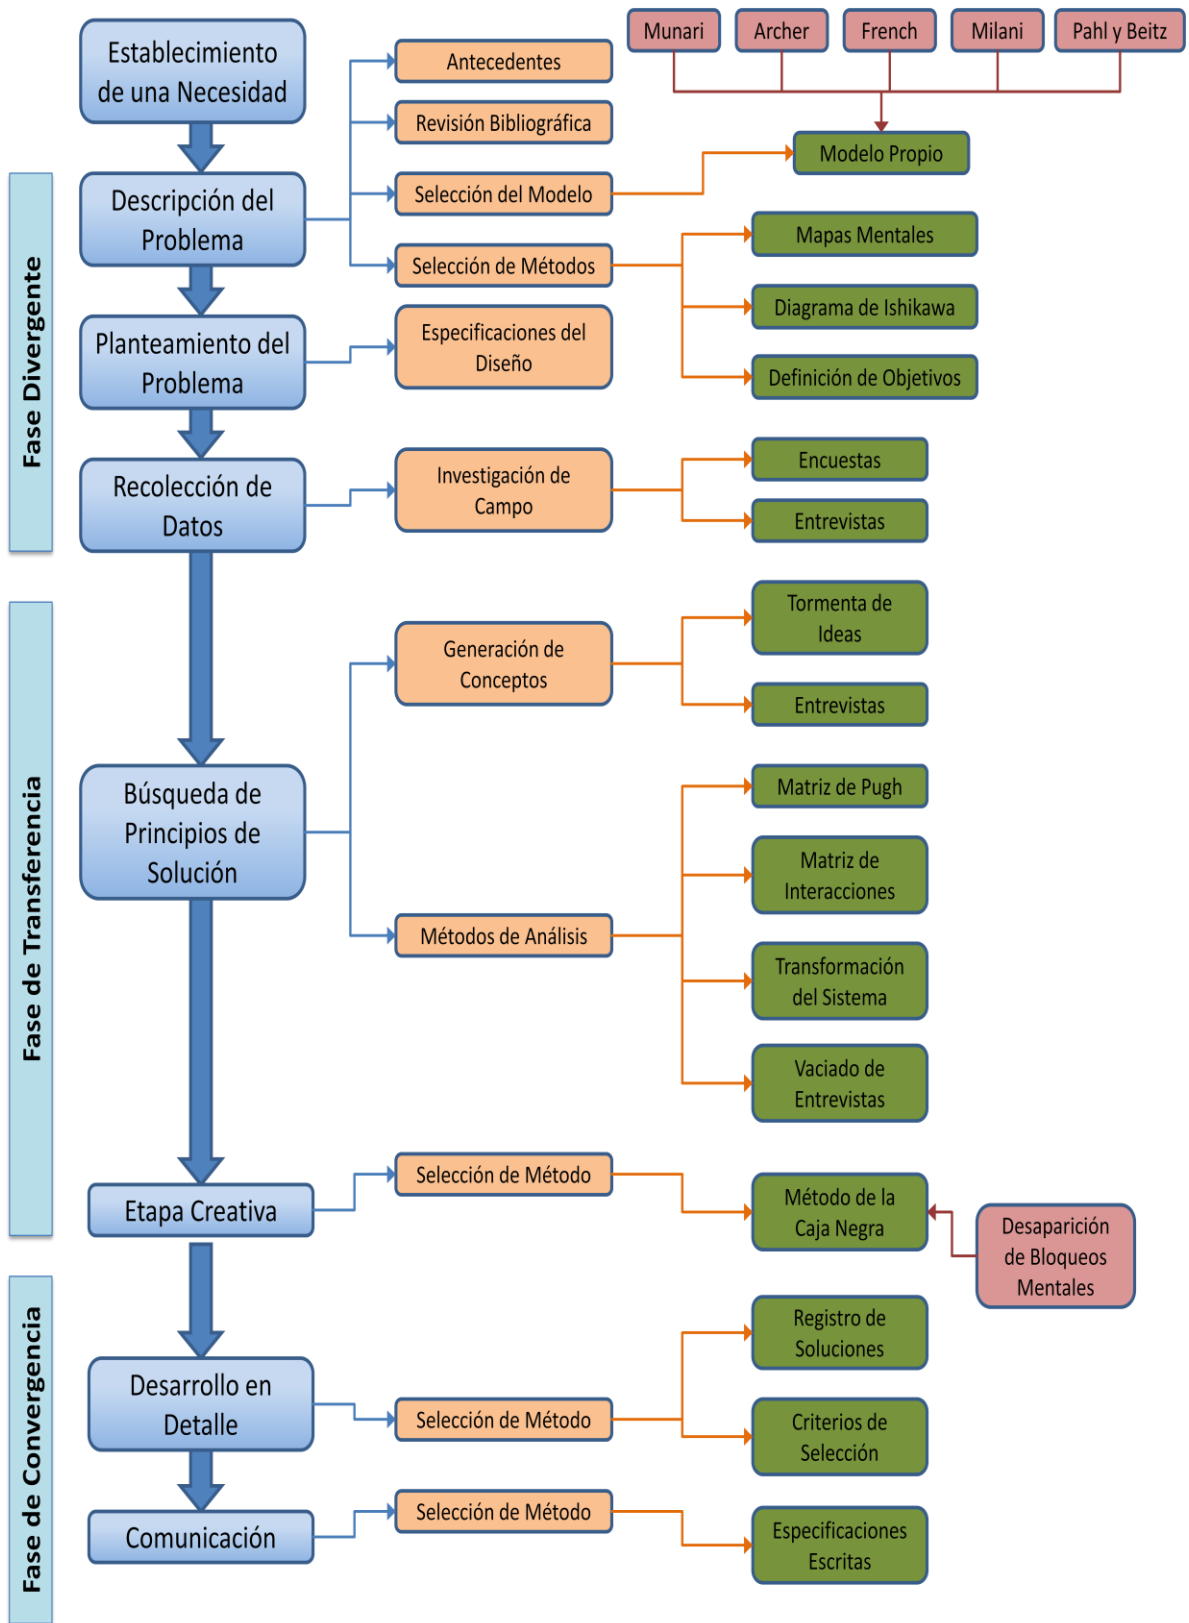 Munari
Archer
French
Milani
Pahl y Beitz
Establecimiento
de una Necesidad
Antecedentes
Revisión Bibliográfica
Modelo Propio
Fase Divergente
Descripción del
Problema
Selección del Modelo
Selección de Métodos
Mapas Mentales
Diagrama de Ishikawa
Definición de Objetivos
Planteamiento del
Problema
Especificaciones del
Diseño
Recolección de
Datos
Investigación de
Campo
Encuestas
Entrevistas
Fase de Transferencia
Búsqueda de
Principios de
Solución
Generación de
Conceptos
Tormenta de
Ideas
Entrevistas
Métodos de Análisis
Matriz de Pugh
Matriz de
Interacciones
Transformación
del Sistema
Vaciado de
Entrevistas
Etapa Creativa
Selección de Método
Método de la
Caja Negra
Desaparición
de Bloqueos
Mentales
Fase de Convergencia
Desarrollo en
Detalle
Selección de Método
Registro de
Soluciones
Criterios de
Selección
Comunicación
Selección de Método
Especificaciones
Escritas